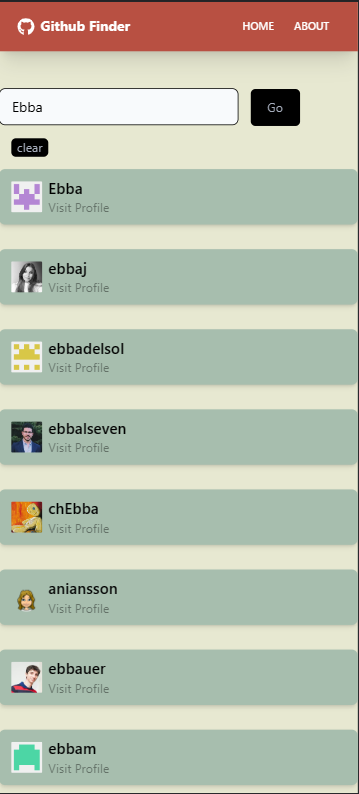 Github Finder HOME ABOUT
Ebba Go
clear
Ebba
Visit Profile
ebbaj
Visit Profile
ebbadelsol
Visit Profile
ebbalseven
Visit Profile
chEbba
Visit Profile
aniansson
Visit Profile
ebbauer
Visit Profile
ebbam
Visit Profile